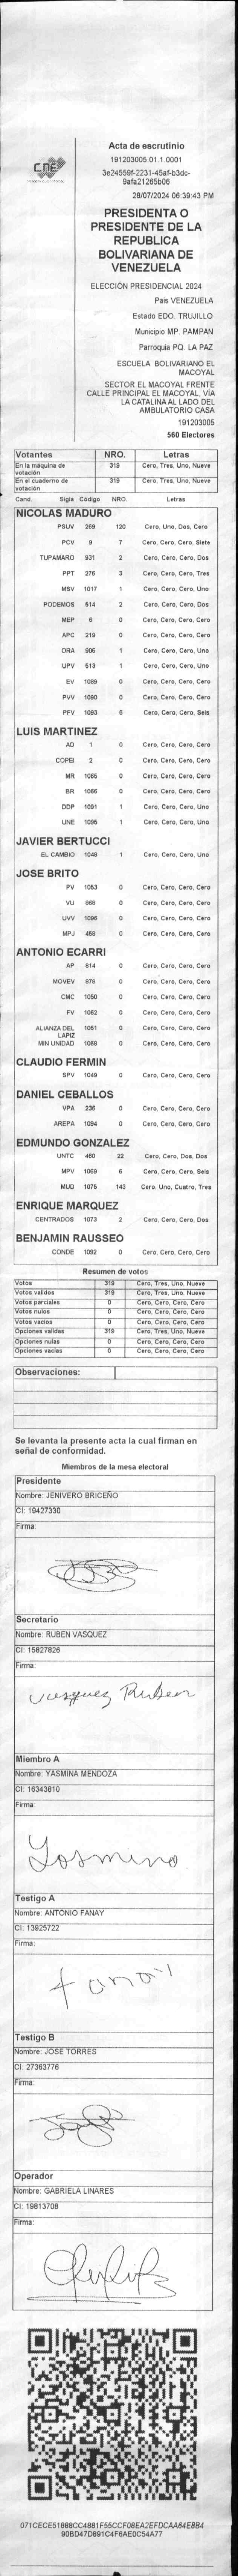 CNE
Acta de escrutinio
191203005.01.1.0001
3e24559f-2231-45af-b3dc-
9afa21265b06
28/07/2024 06:39:43 PM
PRESIDENTA O
PRESIDENTE DE LA
REPUBLICA
BOLIVARIANA DE
VENEZUELA
ELECCIÓN PRESIDENCIAL 2024
País VENEZUELA
Estado EDO. TRUJILLO
Municipio MP. PAMPAN
Parroquia PQ. LA PAZ
ESCUELA BOLIVARIANO EL
MACOYAL
SECTOR EL MACOYAL FRENTE
CALLE PRINCIPAL EL MACOYAL, VIA
LA CATALINA AL LADO DEL
AMBULATORIO CASA
191203005
560 Electores
Votantes NRO. Letras
En la máquina de votación 319 Cero, Tres, Uno, Nueve
En el cuaderno de votación 319 Cero, Tres, Uno, Nueve
Cand. Sigla Código NRO. Letras
NICOLAS MADURO
PSUV 269 120 Cero, Uno, Dos, Cero
PCV 9 7 Cero, Cero, Cero, Siete
TUPAMARO 931 2 Cero, Cero, Cero, Dos
PPT 276 3 Cero, Cero, Cero, Tres
MSV 1017 1 Cero, Cero, Cero, Uno
PODEMOS 514 2 Cero, Cero, Cero, Dos
MEP 6 0 Cero, Cero, Cero, Cero
APC 219 0 Cero, Cero, Cero, Cero
ORA 906 1 Cero, Cero, Cero, Uno
UPV 513 1 Cero, Cero, Cero, Uno
EV 1089 0 Cero, Cero, Cero, Cero
PVV 1090 0 Cero, Cero, Cero, Cero
PFV 1093 6 Cero, Cero, Cero, Seis
LUIS MARTINEZ
AD 1 0 Cero, Cero, Cero, Cero
COPEI 2 0 Cero, Cero, Cero, Cero
MR 1065 0 Cero, Cero, Cero, Cero
BR 1066 0 Cero, Cero, Cero, Cero
DDP 1091 1 Cero, Cero, Cero, Uno
UNE 1095 1 Cero, Cero, Cero, Uno
JAVIER BERTUCCI
EL CAMBIO 1048 1 Cero, Cero, Cero, Uno
JOSE BRITO
PV 1053 0 Cero, Cero, Cero, Cero
VU 868 0 Cero, Cero, Cero, Cero
UVV 1096 0 Cero, Cero, Cero, Cero
MPJ 458 0 Cero, Cero, Cero, Cero
ANTONIO ECARRI
AP 814 0 Cero, Cero, Cero, Cero
MOVEV 978 0 Cero, Cero, Cero, Cero
CMC 1050 0 Cero, Cero, Cero, Cero
FV 1052 0 Cero, Cero, Cero, Cero
ALIANZA DEL LAPIZ 1051 0 Cero, Cero, Cero, Cero
MIN UNIDAD 1068 0 Cero, Cero, Cero, Cero
CLAUDIO FERMIN
SPV 1049 0 Cero, Cero, Cero, Cero
DANIEL CEBALLOS
VPA 236 0 Cero, Cero, Cero, Cero
AREPA 1094 0 Cero, Cero, Cero, Cero
EDMUNDO GONZALEZ
UNTC 460 22 Cero, Cero, Dos, Dos
MPV 1069 6 Cero, Cero, Cero, Seis
MUD 1076 143 Cero, Uno, Cuatro, Tres
ENRIQUE MARQUEZ
CENTRADOS 1073 2 Cero, Cero, Cero, Dos
BENJAMIN RAUSSEO
CONDE 1092 0 Cero, Cero, Cero, Cero
Resumen de votos
Votos 319 Cero, Tres, Uno, Nueve
Votos validos 319 Cero, Tres, Uno, Nueve
Votos parciales 0 Cero, Cero, Cero, Cero
Votos nulos 0 Cero, Cero, Cero, Cero
Votos vacios 0 Cero, Cero, Cero, Cero
Opciones validas 319 Cero, Tres, Uno, Nueve
Opciones nulas 0 Cero, Cero, Cero, Cero
Opciones vacias 0 Cero, Cero, Cero, Cero
Observaciones:
Se levanta la presente acta la cual firman en
señal de conformidad.
Miembros de la mesa electoral
Presidente
Nombre: JENIVERO BRICEÑO
CI: 19427330
Firma:
Secretario
Nombre: RUBEN VASQUEZ
CI: 15827826
Firma:
Vasquez Ruben
Miembro A
Nombre: YASMINA MENDOZA
CI: 16343810
Firma:
Yosmino
Testigo A
Nombre: ANTONIO FANAY
CI: 13925722
Firma:
Testigo B
Nombre: JOSE TORRES
CI: 27363776
Firma:
Operador
Nombre: GABRIELA LINARES
CI: 19813708
Firma:
071CECE51888CC4881F55CCF08EA2EFDCAA84EBB4
90BD47D891C4F6AE0C54A77